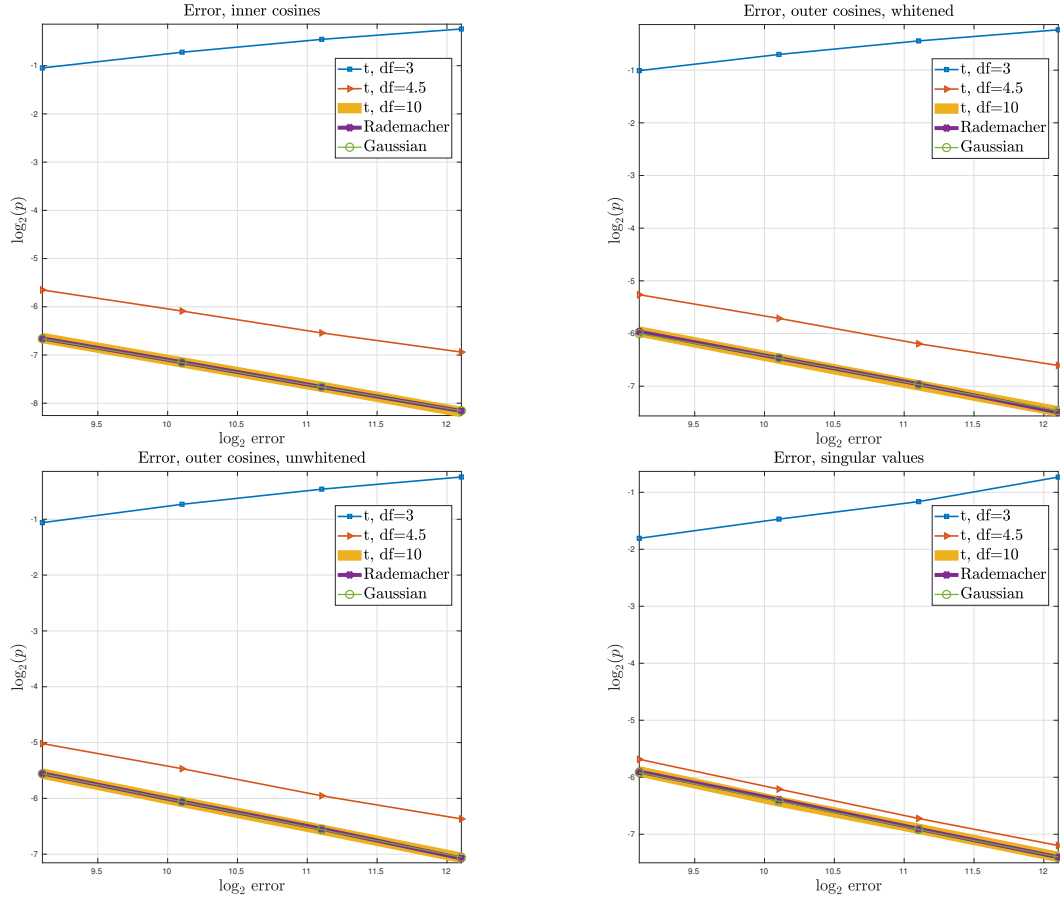 Error, inner cosines
-1
-2
-3
-4
-5
-6
-7
-8
log₂(p)
t, df=3
t, df=4.5
t, df=10
Rademacher
Gaussian
9.5 10 10.5 11 11.5 12
log₂ error
Error, outer cosines, whitened
-1
-2
-3
-4
-5
-6
-7
log₂(p)
t, df=3
t, df=4.5
t, df=10
Rademacher
Gaussian
9.5 10 10.5 11 11.5 12
log₂ error
Error, outer cosines, unwhitened
-1
-2
-3
-4
-5
-6
-7
log₂(p)
t, df=3
t, df=4.5
t, df=10
Rademacher
Gaussian
9.5 10 10.5 11 11.5 12
log₂ error
Error, singular values
-1
-2
-3
-4
-5
-6
-7
log₂(p)
t, df=3
t, df=4.5
t, df=10
Rademacher
Gaussian
9.5 10 10.5 11 11.5 12
log₂ error